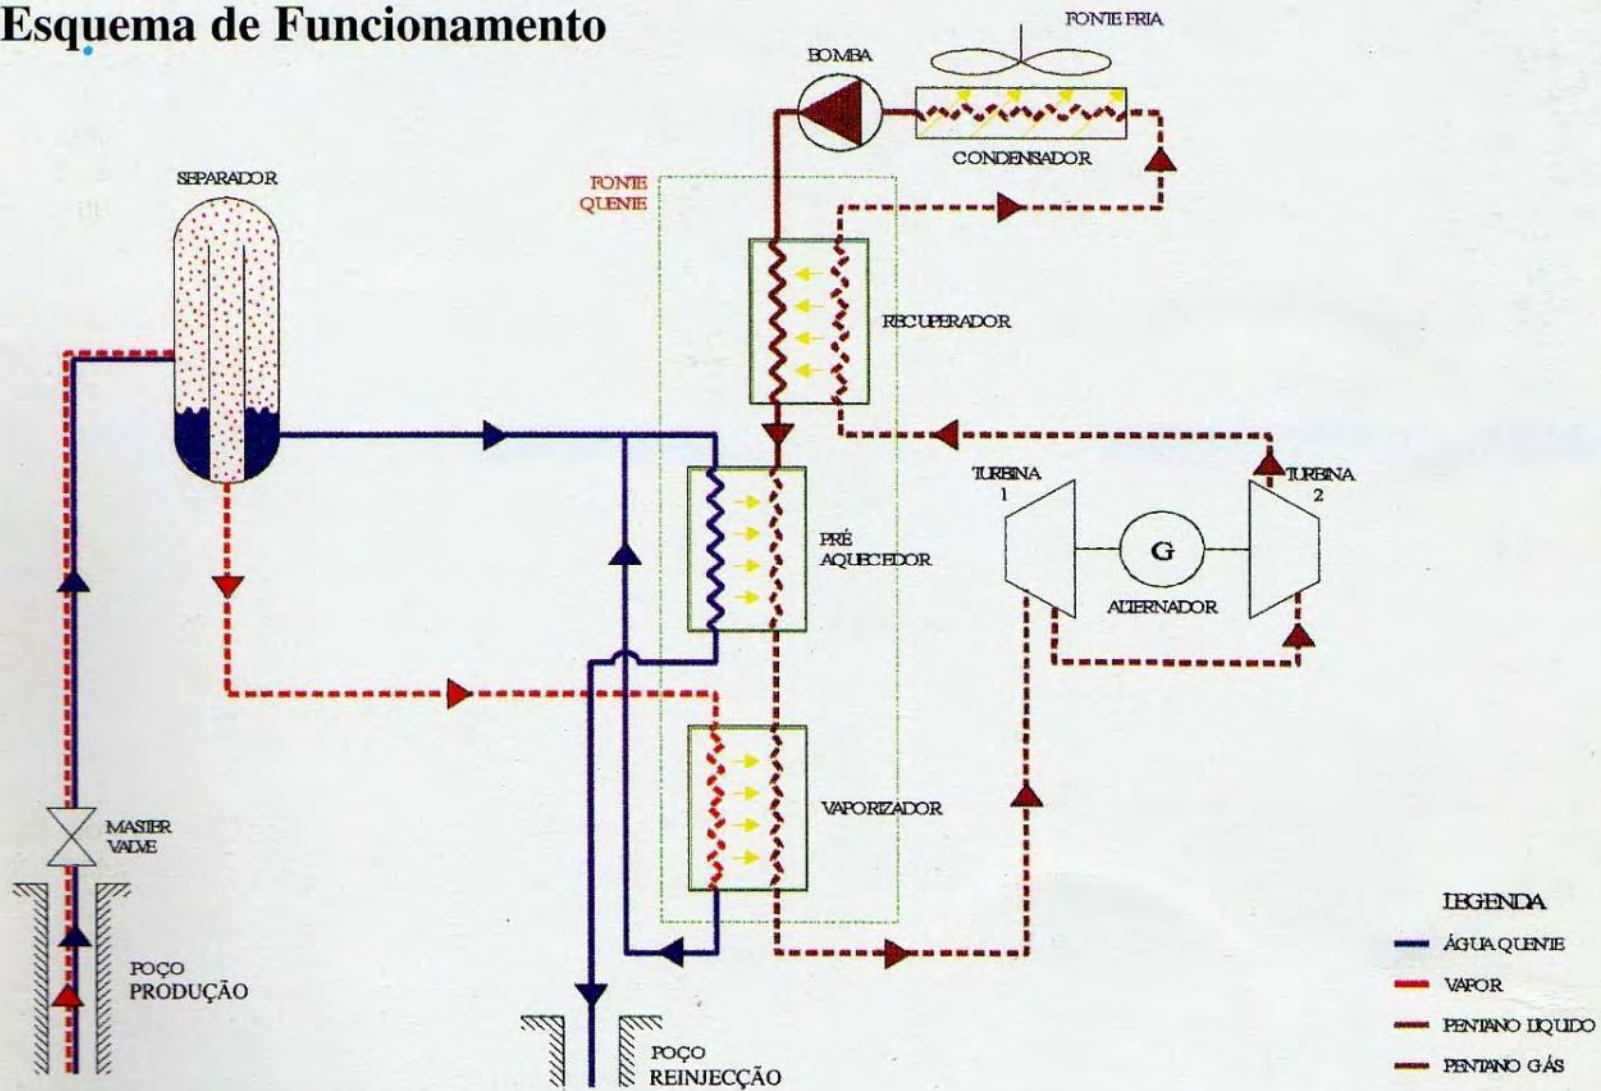 Esquema de Funcionamento
FONTE FRIA
BOMBA
CONDENSADOR
SEPARADOR
FONTE
QUENTE
RECUPERADOR
TURBINA
1
TURBINA
2
PRÉ
AQUECEDOR
G
ALTERNADOR
VAPORIZADOR
MASTER
VALVE
LEGENDA
ÁGUA QUENTE
POÇO
PRODUÇÃO
VAPOR
PENTANO LÍQUIDO
POÇO
REINJECÇÃO
PENTANO GÁS